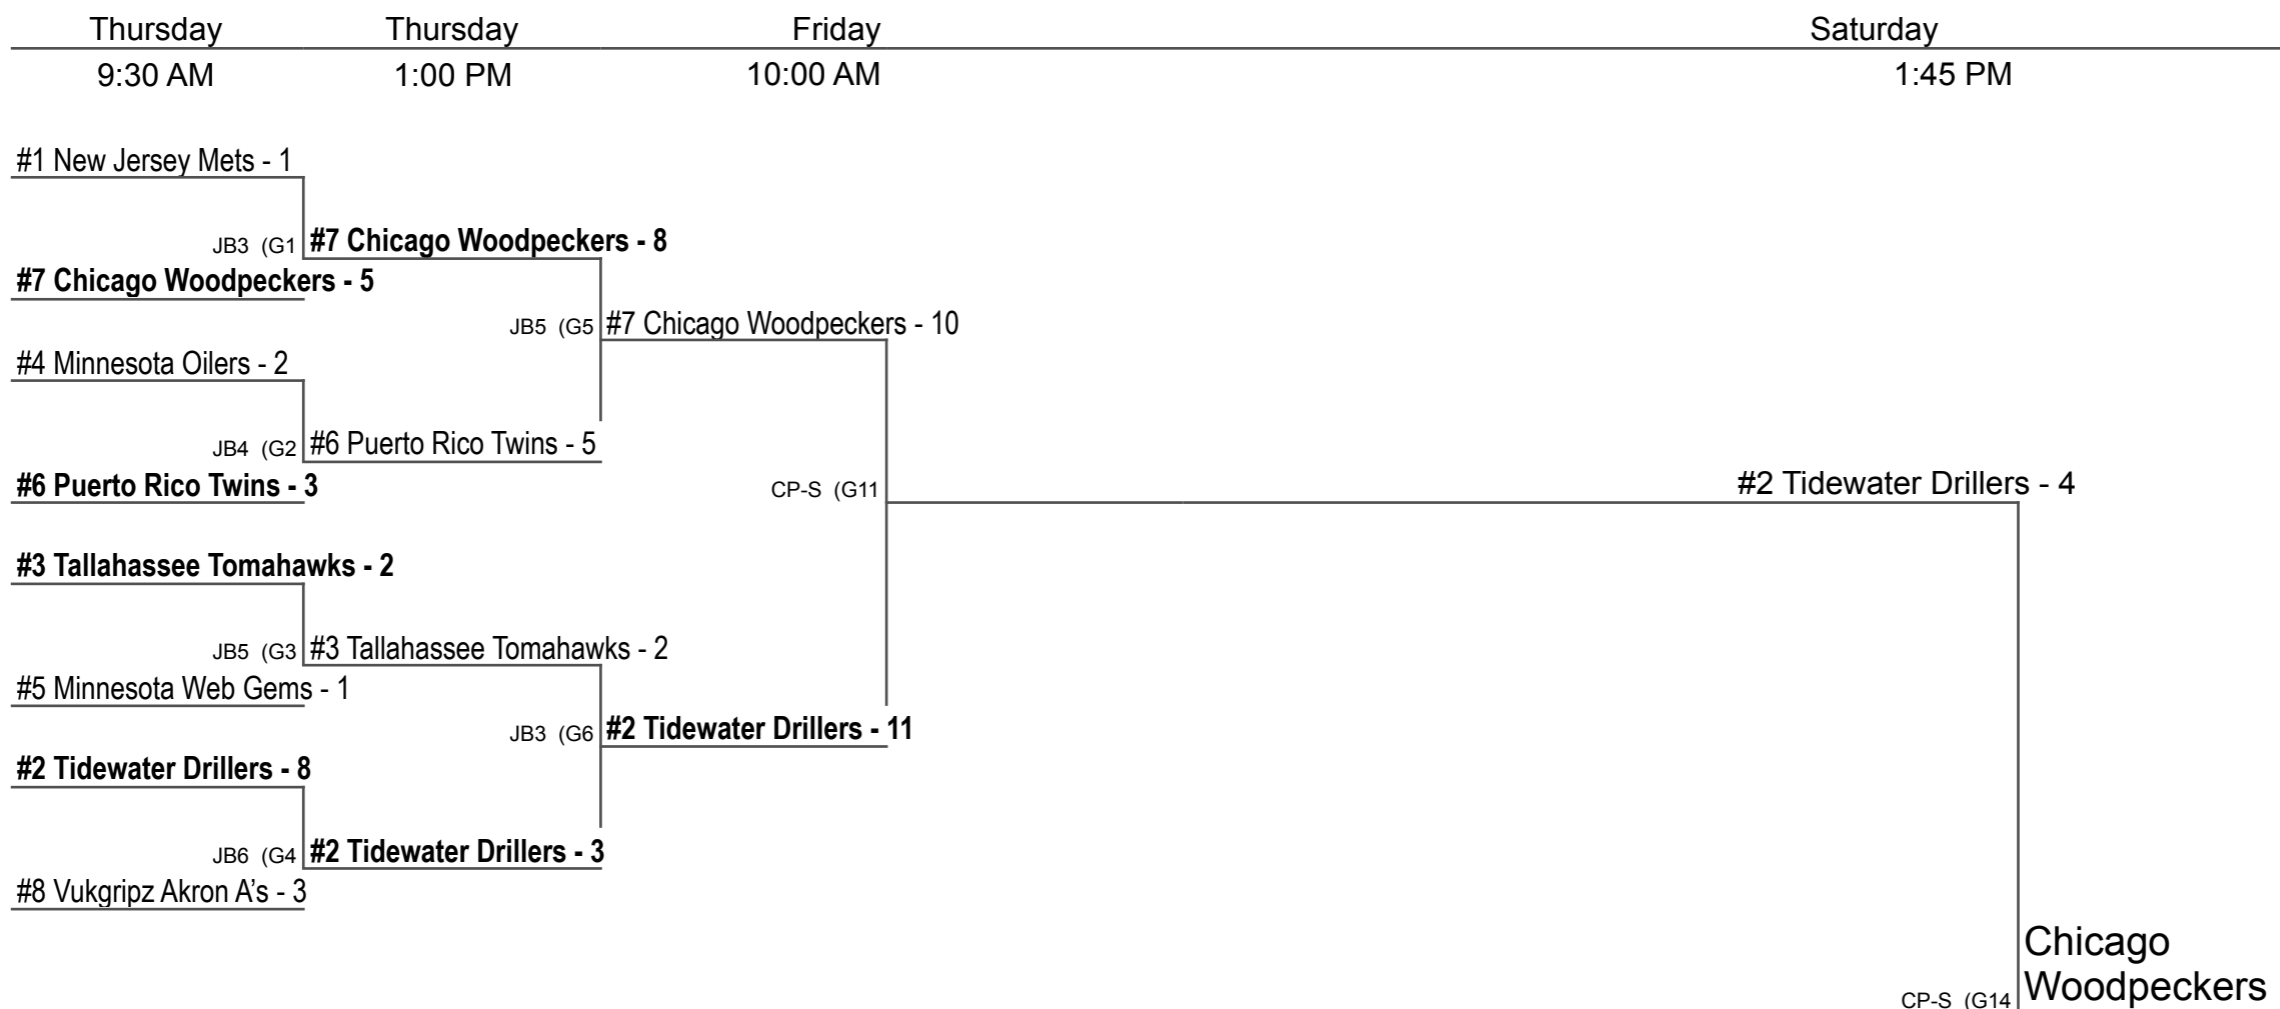 Thursday Thursday Friday Saturday
9:30 AM 1:00 PM 10:00 AM 1:45 PM
#1 New Jersey Mets - 1
JB3 (G1 #7 Chicago Woodpeckers - 8
#7 Chicago Woodpeckers - 5
JB5 (G5 #7 Chicago Woodpeckers - 10
#4 Minnesota Oilers - 2
JB4 (G2 #6 Puerto Rico Twins - 5
#6 Puerto Rico Twins - 3
CP-S (G11 #2 Tidewater Drillers - 4
#3 Tallahassee Tomahawks - 2
JB5 (G3 #3 Tallahassee Tomahawks - 2
#5 Minnesota Web Gems - 1
JB3 (G6 #2 Tidewater Drillers - 11
#2 Tidewater Drillers - 8
JB6 (G4 #2 Tidewater Drillers - 3
#8 Vukgripz Akron A’s - 3
Chicago
Woodpeckers
CP-S (G14